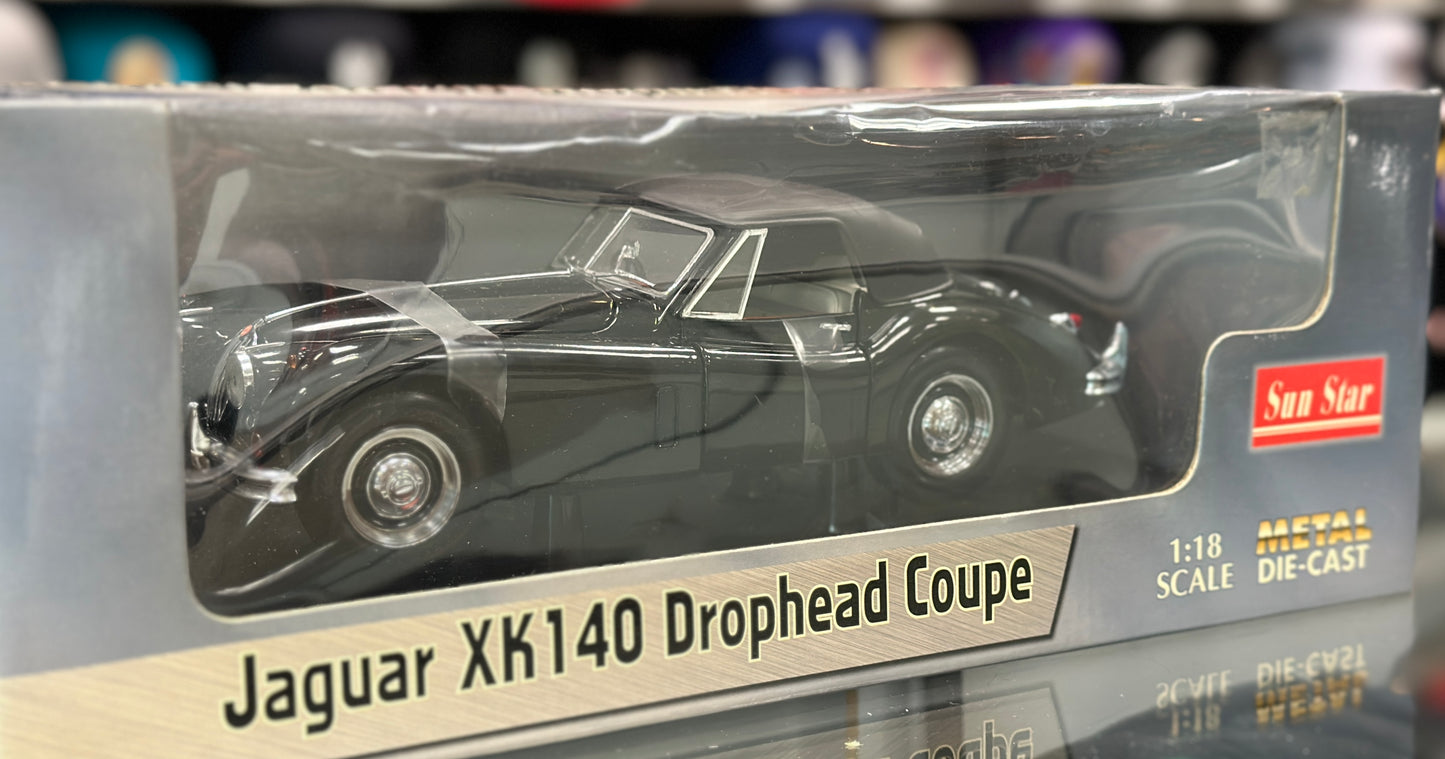 Sun Star
1:18
SCALE
METAL
DIE-CAST
Jaguar XK140 Drophead Coupe